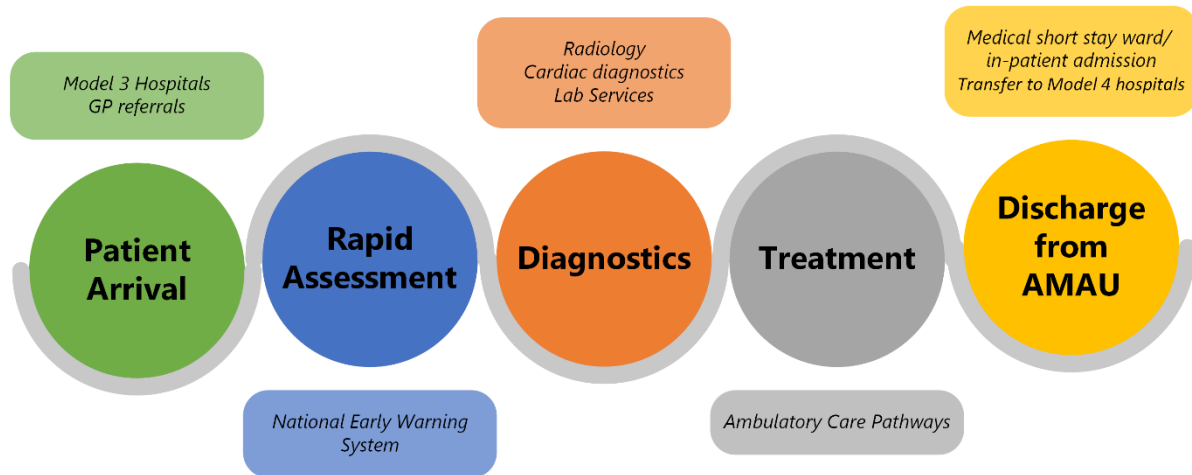 Model 3 Hospitals
GP referrals
Radiology
Cardiac diagnostics
Lab Services
Medical short stay ward/
in-patient admission
Transfer to Model 4 hospitals
Patient
Arrival
Rapid
Assessment
Diagnostics
Treatment
Discharge
from
AMAU
National Early Warning
System
Ambulatory Care Pathways